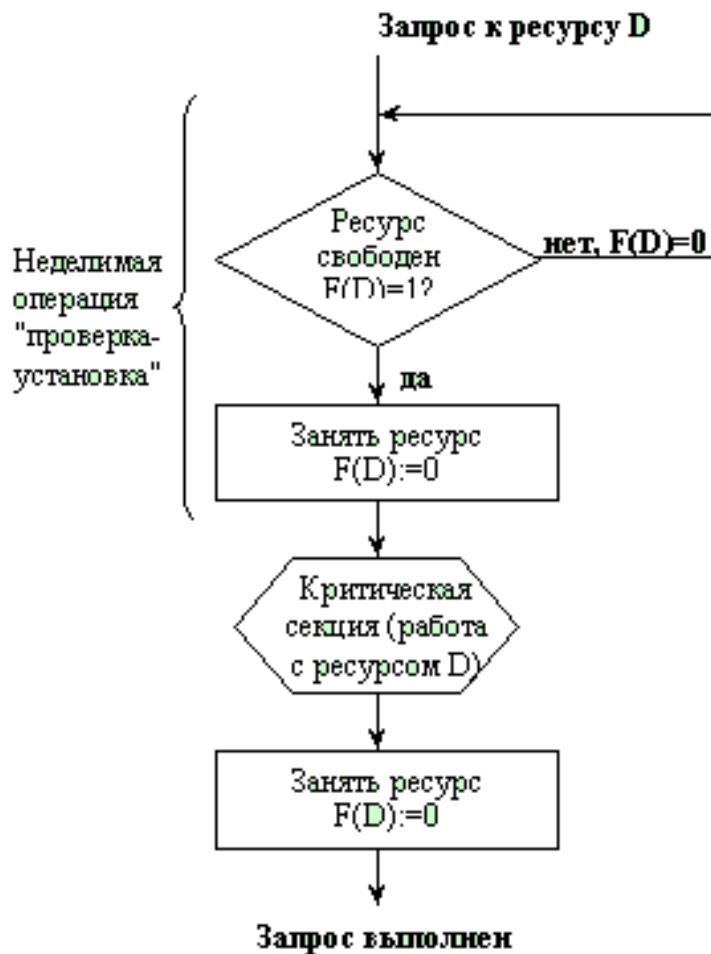 Запрос к ресурсу D
Ресурс
свободен
F(D)=1?
нет, F(D)=0
Неделимая
операция
"проверка-
установка"
да
Занять ресурс
F(D):=0
Критическая
секция (работа
с ресурсом D)
Занять ресурс
F(D):=0
Запрос выполнен